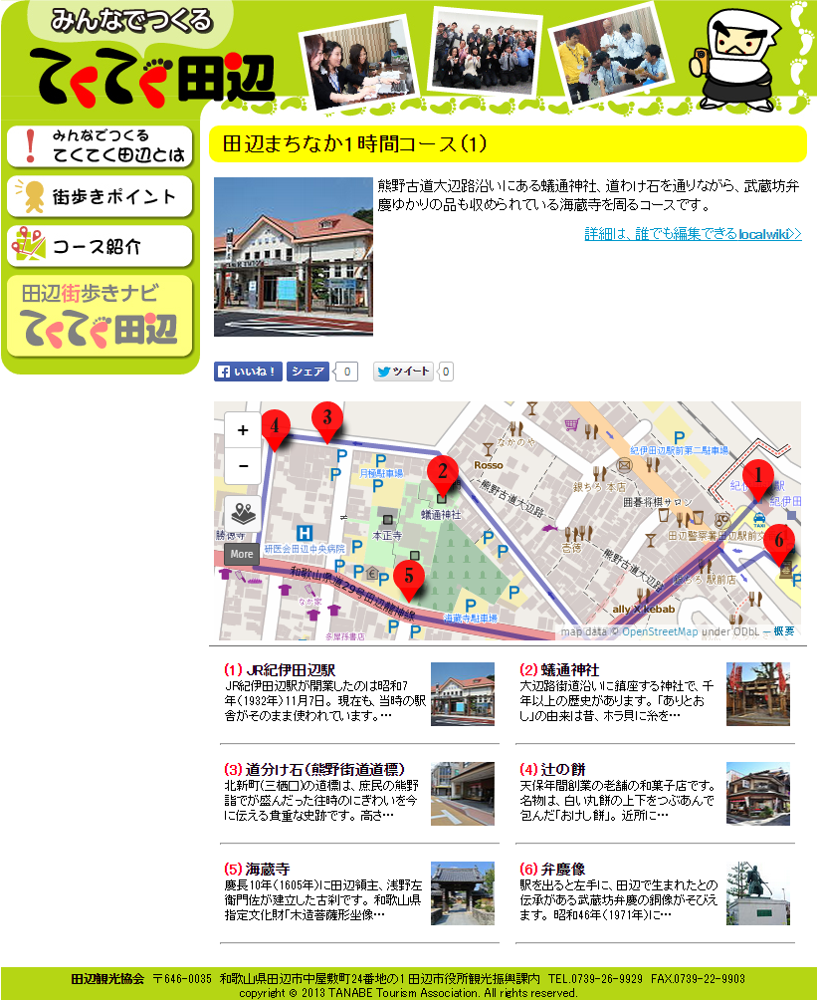 みんなでつくる
てくてく田辺
みんなでつくる
てくてく田辺とは
街歩きポイント
コース紹介
田辺街歩きナビ
てくてく田辺
田辺まちなか1時間コース(1)
熊野古道大辺路沿いにある蟻通神社、道わけ石を通りながら、武蔵坊弁
慶ゆかりの品も収められている海蔵寺を周るコースです。
詳細は、誰でも編集できるlocalwiki>>
いいね！ シェア 0 ツイート 0
+
−
More
1
2
3
4
5
6
なかのや
Rosso
紀伊田辺駅前第二駐車場
月極駐車場
銀ちろ 本店
囲碁将棋サロン
熊野古道大辺路
蟻通神社
本正寺
勝徳寺
研医会田辺中央病院
吉徳
田辺警察署田辺駅前交
TAXI
熊野古道大辺路
銀ちろ 駅前店
和歌山県道29号田辺龍神線
なか家
ally X kebab
海蔵寺駐車場
多屋孫書店
map data © OpenStreetMap under ODbL — 概要
(1) JR紀伊田辺駅
JR紀伊田辺駅が開業したのは昭和7
年(1932年)11月7日。現在も、当時の駅
舎がそのまま使われています。…
(2) 蟻通神社
大辺路街道沿いに鎮座する神社で、千
年以上の歴史があります。「ありとお
し」の由来は昔、ホラ貝に糸を…
(3) 道分け石(熊野街道道標)
北新町(三栖口)の道標は、庶民の熊野
詣でが盛んだった往時のにぎわいを今
に伝える貴重な史跡です。高さ…
(4) 辻の餅
天保年間創業の老舗の和菓子店です。
名物は、白い丸餅の上下をつぶあんで
包んだ「おけし餅」。近所に…
(5) 海蔵寺
慶長10年(1605年)に田辺領主、浅野左
衛門佐が建立した古刹です。和歌山県
指定文化財「木造菩薩形坐像…
(6) 弁慶像
駅を出ると左手に、田辺で生まれたとの
伝承がある武蔵坊弁慶の銅像がそびえ
ます。昭和46年(1971年)に…
田辺観光協会 〒646-0035 和歌山県田辺市中屋敷町24番地の1 田辺市役所観光振興課内 TEL.0739-26-9929 FAX.0739-22-9903
copyright © 2013 TANABE Tourism Association. All rights reserved.